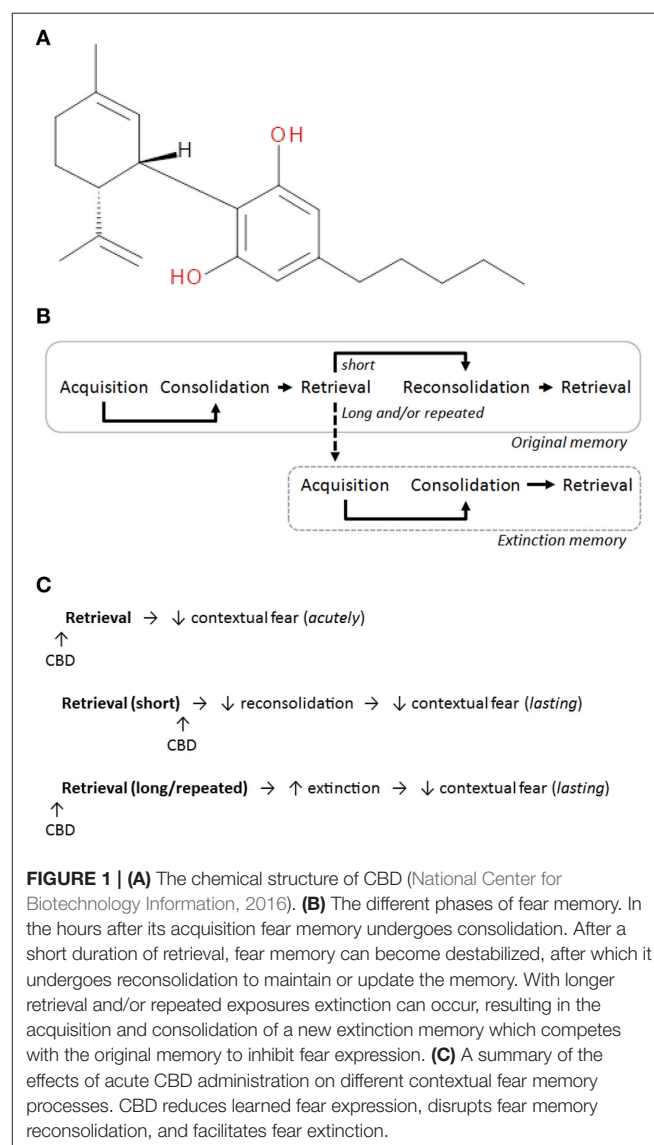 A
H
OH
HO
B
short
Acquisition Consolidation → Retrieval Reconsolidation → Retrieval
Long and/or repeated
Original memory
Acquisition Consolidation → Retrieval
Extinction memory
C
Retrieval → ↓ contextual fear (acutely)
↑
CBD
Retrieval (short) → ↓ reconsolidation → ↓ contextual fear (lasting)
↑
CBD
Retrieval (long/repeated) → ↑ extinction → ↓ contextual fear (lasting)
↑
CBD
FIGURE 1 | (A) The chemical structure of CBD (National Center for
Biotechnology Information, 2016). (B) The different phases of fear memory. In
the hours after its acquisition fear memory undergoes consolidation. After a
short duration of retrieval, fear memory can become destabilized, after which it
undergoes reconsolidation to maintain or update the memory. With longer
retrieval and/or repeated exposures extinction can occur, resulting in the
acquisition and consolidation of a new extinction memory which competes
with the original memory to inhibit fear expression. (C) A summary of the
effects of acute CBD administration on different contextual fear memory
processes. CBD reduces learned fear expression, disrupts fear memory
reconsolidation, and facilitates fear extinction.